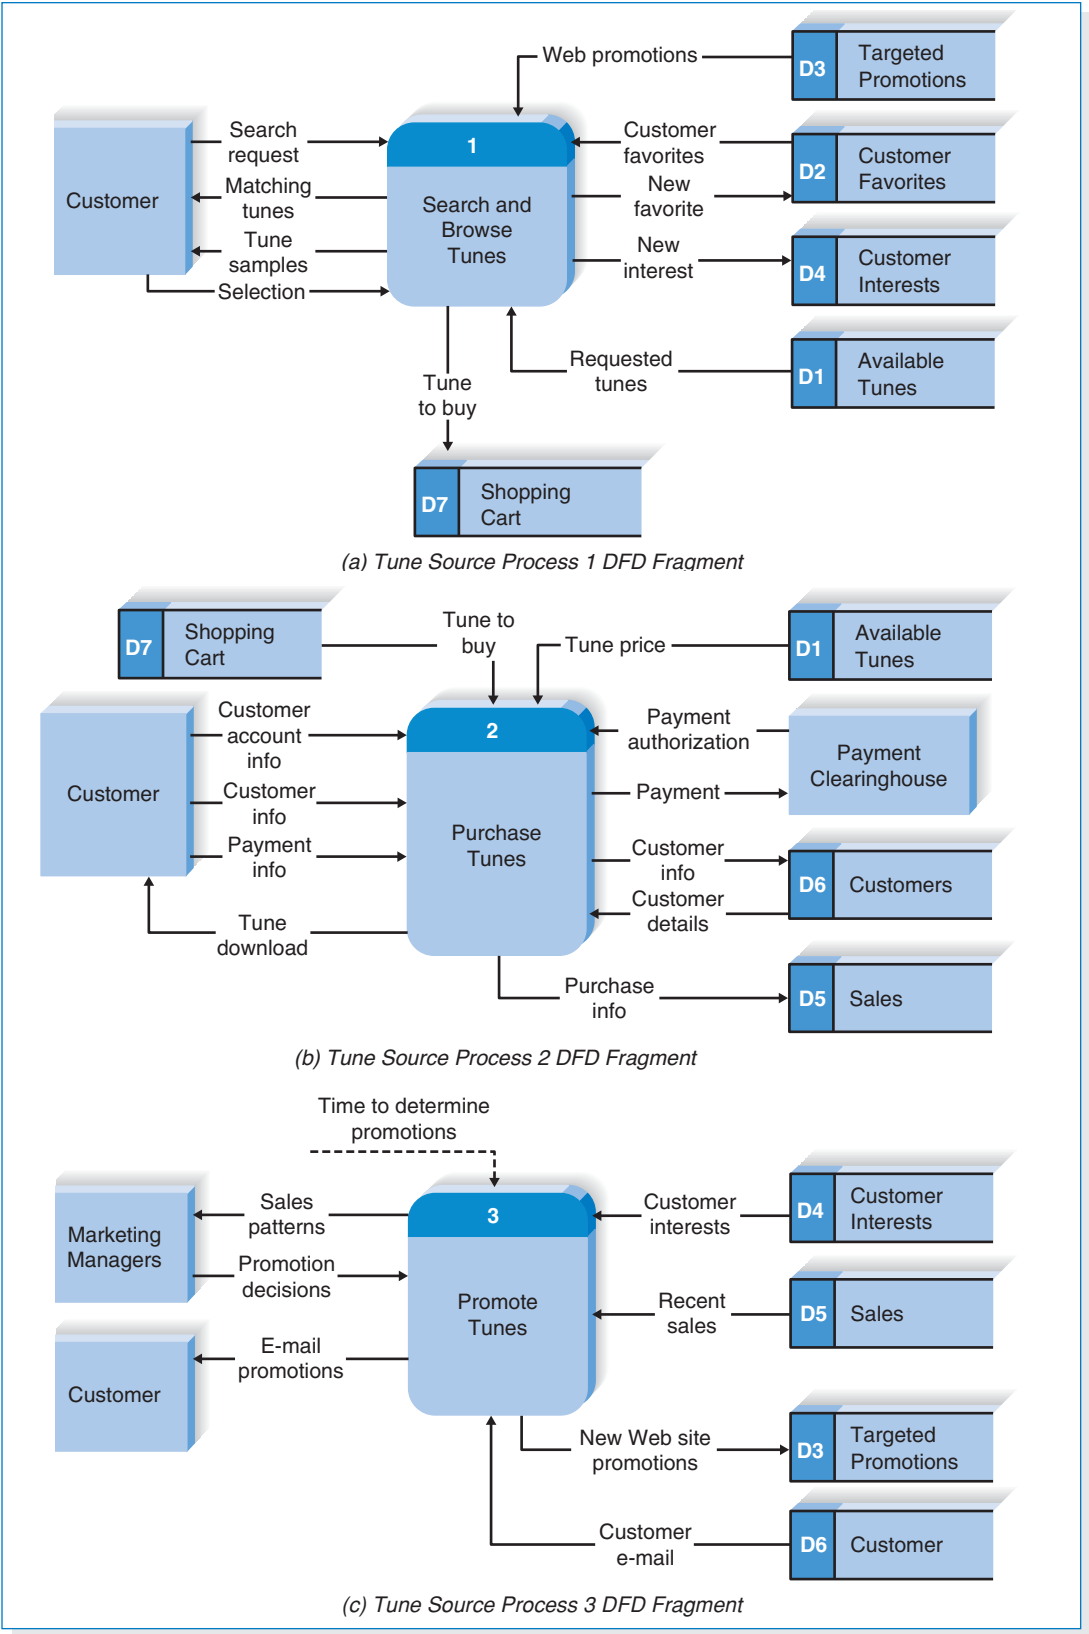 Web promotions
D3
Targeted
Promotions
Customer
Search
request
Matching
tunes
Tune
samples
Selection
1
Search and
Browse
Tunes
Customer
favorites
New
favorite
New
interest
Requested
tunes
D2
Customer
Favorites
D4
Customer
Interests
D1
Available
Tunes
Tune
to buy
D7
Shopping
Cart
(a) Tune Source Process 1 DFD Fragment
D7
Shopping
Cart
Tune to
buy
Tune price
D1
Available
Tunes
Customer
Customer
account
info
Customer
info
Payment
info
Tune
download
2
Purchase
Tunes
Payment
authorization
Payment
Customer
info
Customer
details
Purchase
info
Payment
Clearinghouse
D6
Customers
D5
Sales
(b) Tune Source Process 2 DFD Fragment
Time to determine
promotions
Marketing
Managers
Sales
patterns
Promotion
decisions
Customer
E-mail
promotions
3
Promote
Tunes
Customer
interests
Recent
sales
New Web site
promotions
Customer
e-mail
D4
Customer
Interests
D5
Sales
D3
Targeted
Promotions
D6
Customer
(c) Tune Source Process 3 DFD Fragment